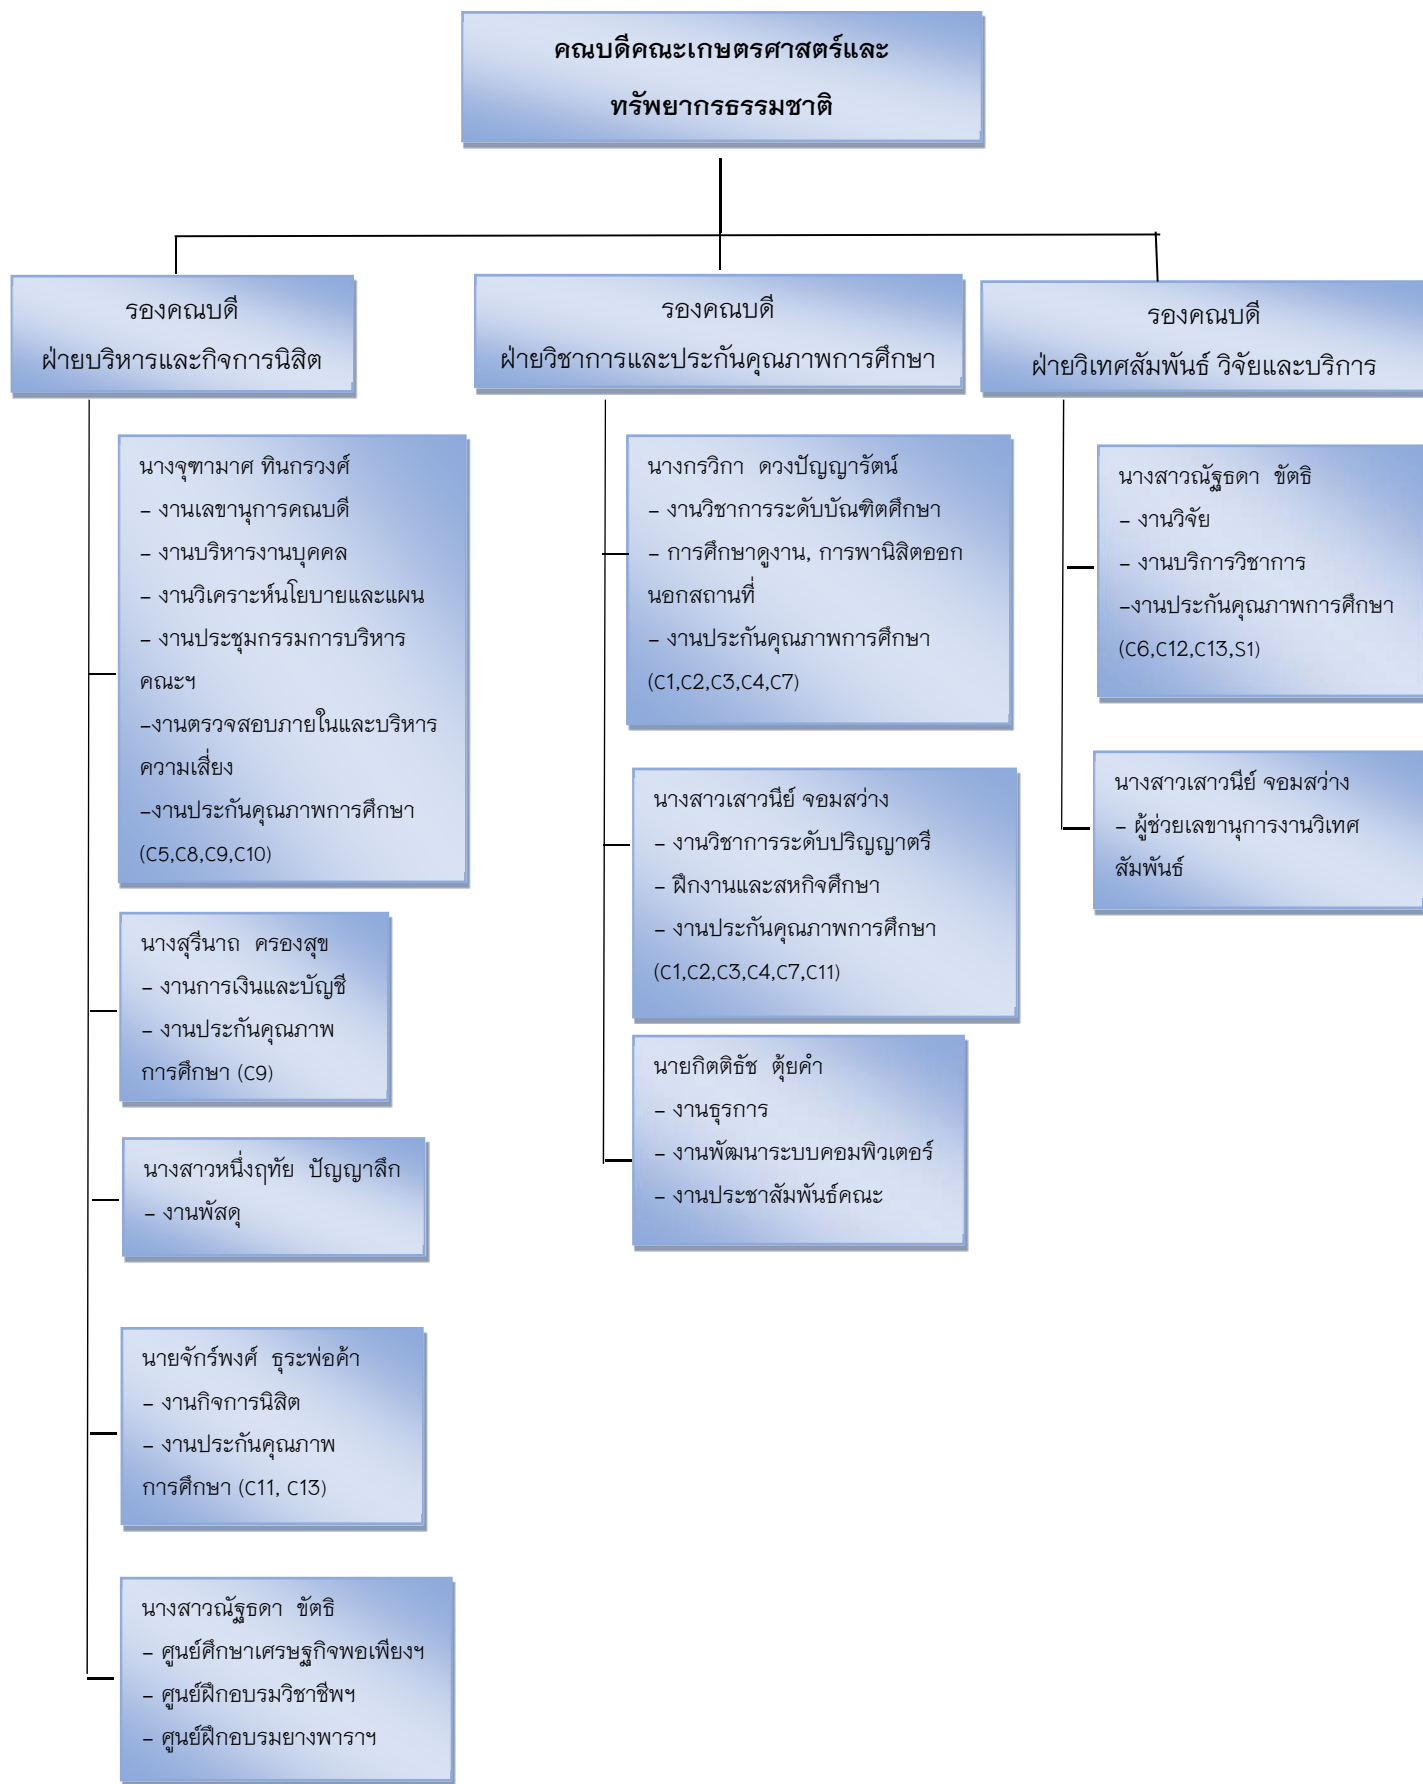 คณบดีคณะเกษตรศาสตร์และ
ทรัพยากรธรรมชาติ
รองคณบดี
ฝ่ายบริหารและกิจการนิสิต
รองคณบดี
ฝ่ายวิชาการและประกันคุณภาพการศึกษา
รองคณบดี
ฝ่ายวิเทศสัมพันธ์ วิจัยและบริการ
นางจุฑามาศ ทินกรวงศ์
- งานเลขานุการคณบดี
- งานบริหารงานบุคคล
- งานวิเคราะห์นโยบายและแผน
- งานประชุมกรรมการบริหาร
คณะฯ
-งานตรวจสอบภายในและบริหาร
ความเสี่ยง
-งานประกันคุณภาพการศึกษา
(C5,C8,C9,C10)
นางสุรีนาถ ครองสุข
- งานการเงินและบัญชี
- งานประกันคุณภาพ
การศึกษา (C9)
นางสาวหนึ่งฤทัย ปัญญาลึก
- งานพัสดุ
นายจักร์พงศ์ ธุระพ่อค้า
- งานกิจการนิสิต
- งานประกันคุณภาพ
การศึกษา (C11, C13)
นางสาวณัฐธดา ขัตธิ
- ศูนย์ศึกษาเศรษฐกิจพอเพียงฯ
- ศูนย์ฝึกอบรมวิชาชีพฯ
- ศูนย์ฝึกอบรมยางพาราฯ
นางกรวิกา ดวงปัญญารัตน์
- งานวิชาการระดับบัณฑิตศึกษา
- การศึกษาดูงาน, การพานิสิตออก
นอกสถานที่
- งานประกันคุณภาพการศึกษา
(C1,C2,C3,C4,C7)
นางสาวเสาวนีย์ จอมสว่าง
- งานวิชาการระดับปริญญาตรี
- ฝึกงานและสหกิจศึกษา
- งานประกันคุณภาพการศึกษา
(C1,C2,C3,C4,C7,C11)
นายกิตติธัช ตุ้ยคำ
- งานธุรการ
- งานพัฒนาระบบคอมพิวเตอร์
- งานประชาสัมพันธ์คณะ
นางสาวณัฐธดา ขัตธิ
- งานวิจัย
- งานบริการวิชาการ
-งานประกันคุณภาพการศึกษา
(C6,C12,C13,S1)
นางสาวเสาวนีย์ จอมสว่าง
- ผู้ช่วยเลขานุการงานวิเทศ
สัมพันธ์